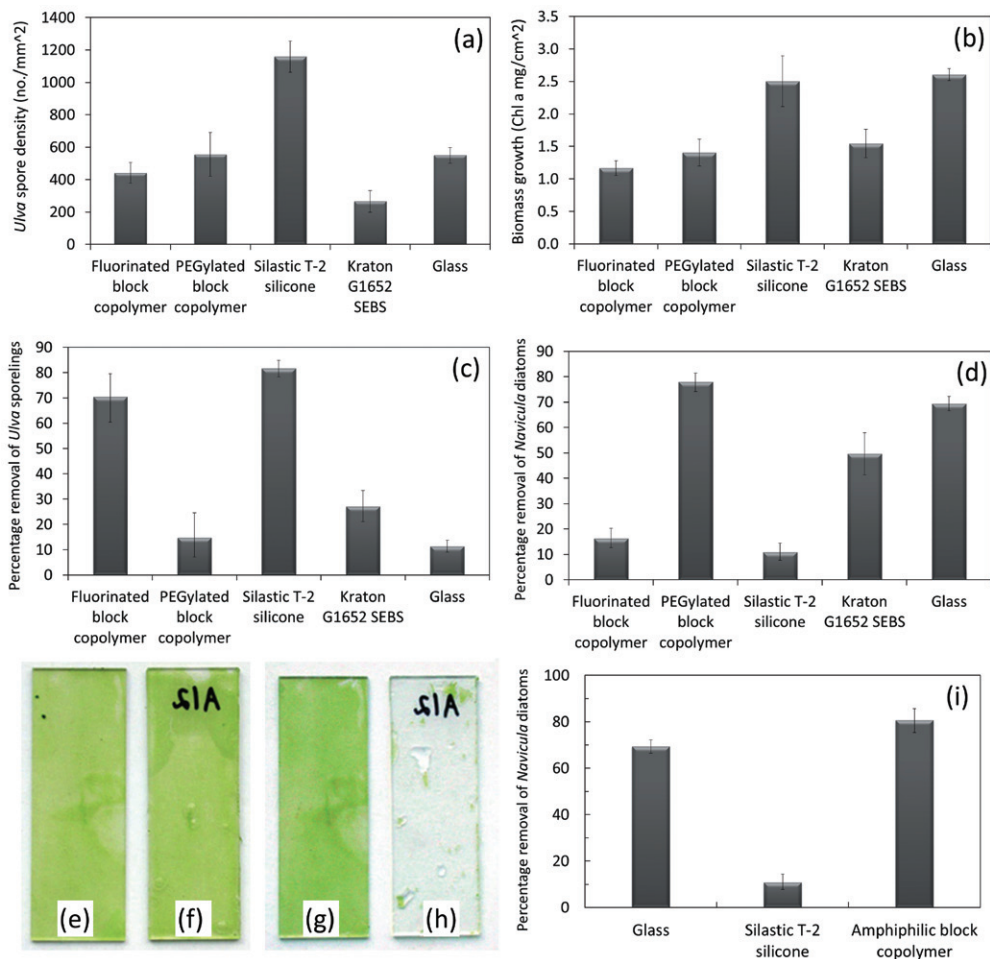 (a)
Ulva spore density (no./mm^2)
1400
1200
1000
800
600
400
200
0
Fluorinated
block
copolymer
PEGylated
block
copolymer
Silastic T-2
silicone
Kraton
G1652
SEBS
Glass
(b)
Biomass growth (Chl a mg/cm^2)
3.5
3.0
2.5
2.0
1.5
1.0
0.5
0.0
Fluorinated
block
copolymer
PEGylated
block
copolymer
Silastic T-2
silicone
Kraton
G1652 SEBS
Glass
(c)
Percentage removal of Ulva sporelings
90
80
70
60
50
40
30
20
10
0
Fluorinated
block
copolymer
PEGylated
block
copolymer
Silastic T-2
silicone
Kraton
G1652 SEBS
Glass
(d)
Percentage removal of Navicula diatoms
90
80
70
60
50
40
30
20
10
0
Fluorinated
block
copolymer
PEGylated
block
copolymer
Silastic T-2
silicone
Kraton
G1652 SEBS
Glass
(e)
A12
(f)
(g)
A12
(h)
(i)
Percentage removal of Navicula diatoms
100
80
60
40
20
0
Glass
Silastic T-2
silicone
Amphiphilic block
copolymer